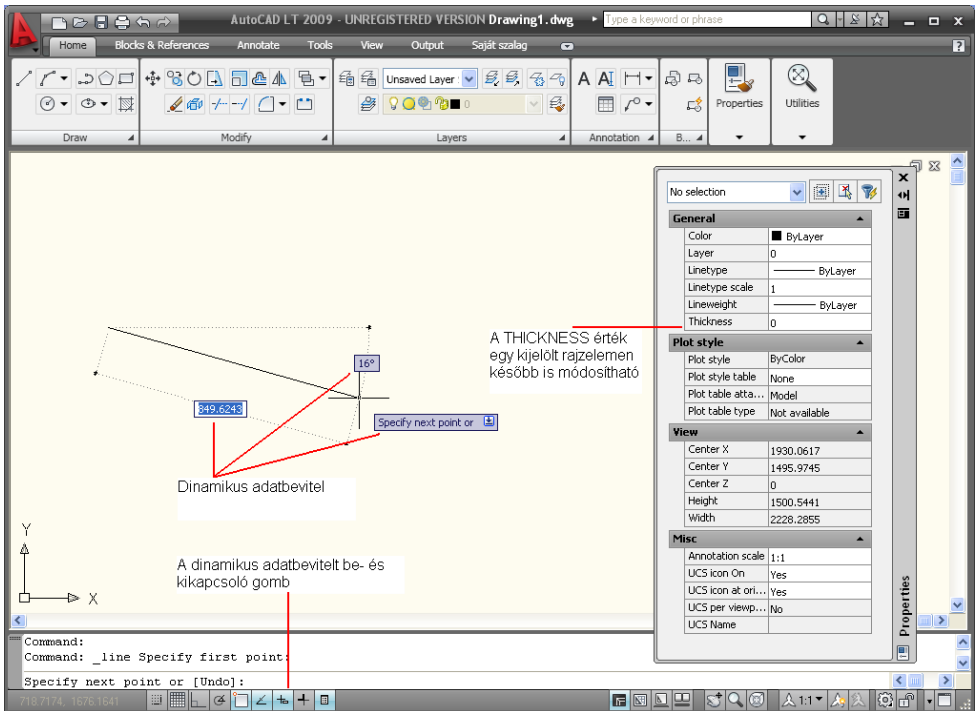 AutoCAD LT 2009 - UNREGISTERED VERSION Drawing1.dwg
Type a keyword or phrase
Home Blocks & References Annotate Tools View Output Saját szalag
Unsaved Layer
0
Properties
Utilities
Draw
Modify
Layers
Annotation
B...
No selection
General
Color ByLayer
Layer 0
Linetype ByLayer
Linetype scale 1
Lineweight ByLayer
Thickness 0
Plot style
Plot style ByColor
Plot style table None
Plot table atta... Model
Plot table type Not available
View
Center X 1930.0617
Center Y 1495.9745
Center Z 0
Height 1500.5441
Width 2228.2855
Misc
Annotation scale 1:1
UCS icon On Yes
UCS icon at ori... Yes
UCS per viewp... No
UCS Name
Properties
A THICKNESS érték
egy kijelölt rajzelemen
később is módosítható
16°
849.6243
Specify next point or
Dinamikus adatbevitel
A dinamikus adatbevitelt be- és
kikapcsoló gomb
Y
X
Command:
Command: _line Specify first point:
Specify next point or [Undo]:
718.7174, 1676.1641
1:1